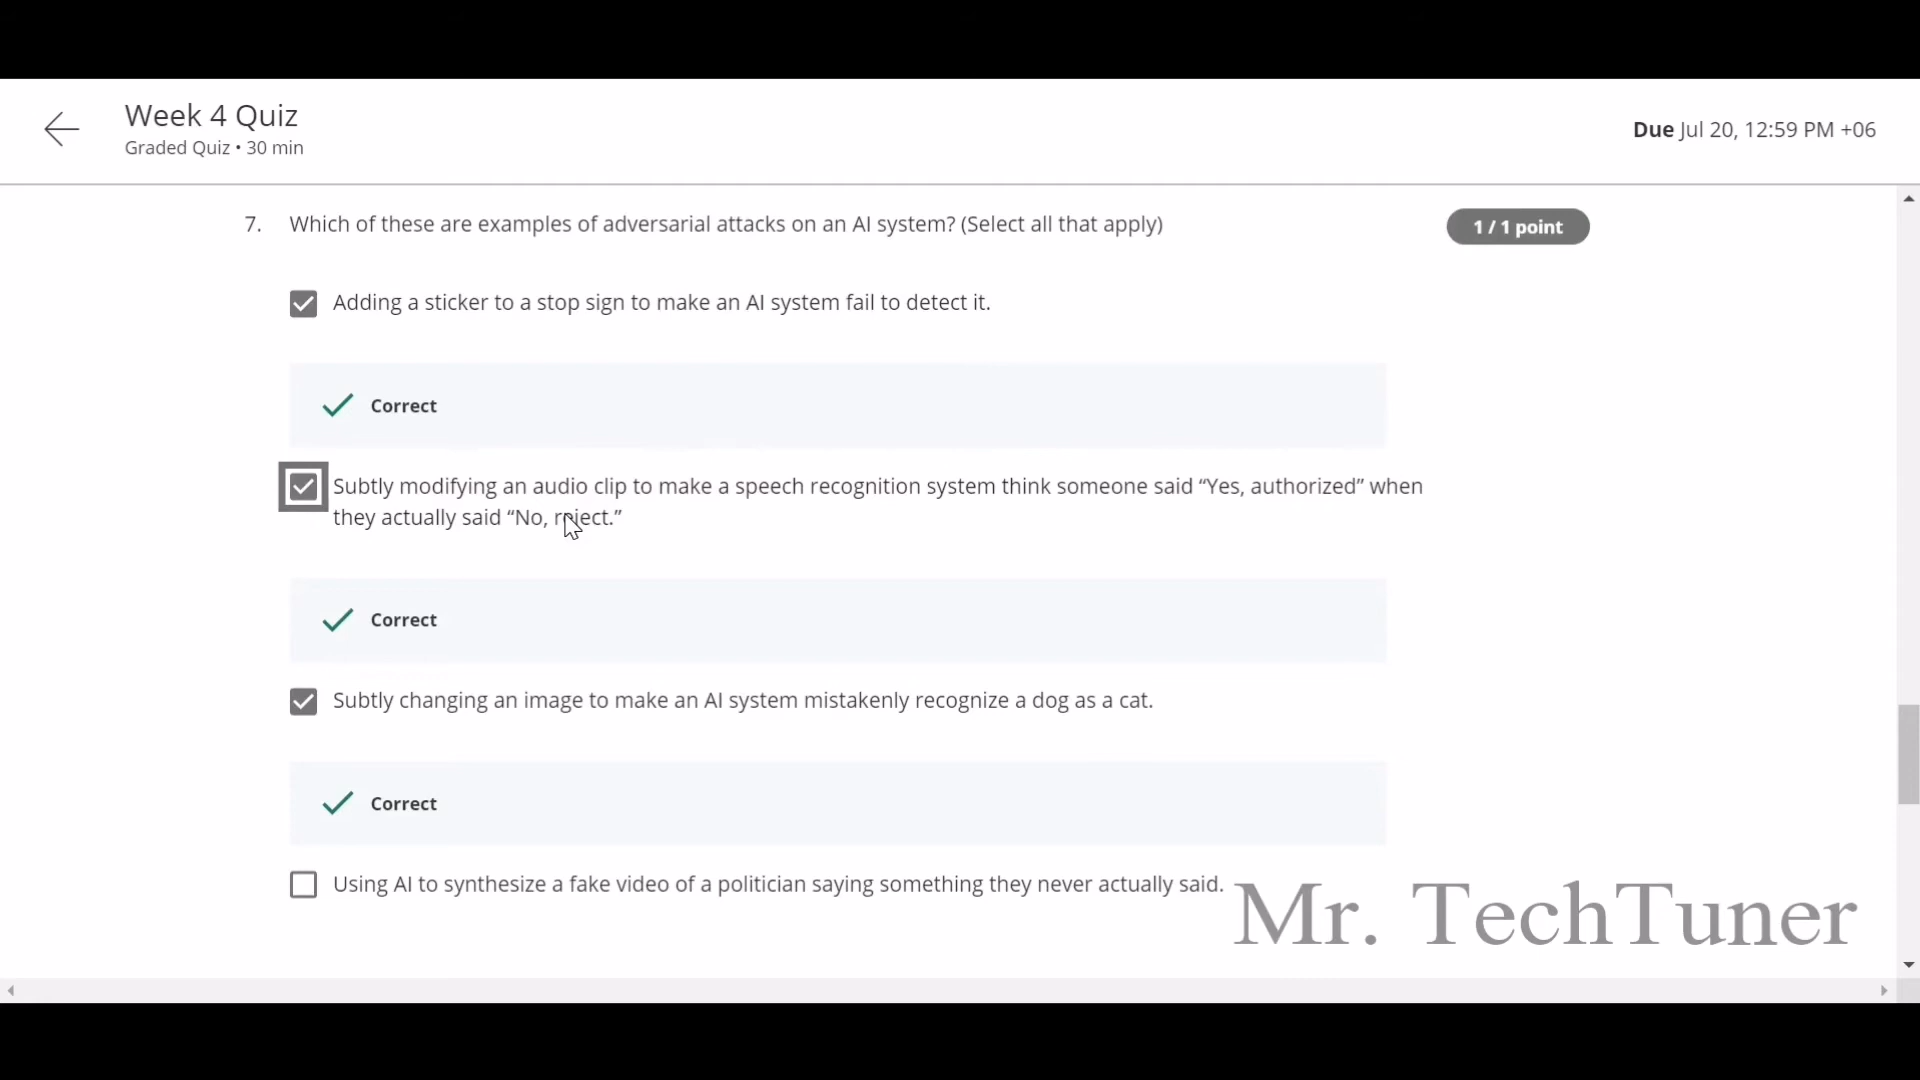 Week 4 Quiz
Graded Quiz • 30 min
Due Jul 20, 12:59 PM +06
7. Which of these are examples of adversarial attacks on an AI system? (Select all that apply)
1 / 1 point
Adding a sticker to a stop sign to make an AI system fail to detect it.
Correct
Subtly modifying an audio clip to make a speech recognition system think someone said “Yes, authorized” when
they actually said “No, reject.”
Correct
Subtly changing an image to make an AI system mistakenly recognize a dog as a cat.
Correct
Using AI to synthesize a fake video of a politician saying something they never actually said.
Mr. TechTuner